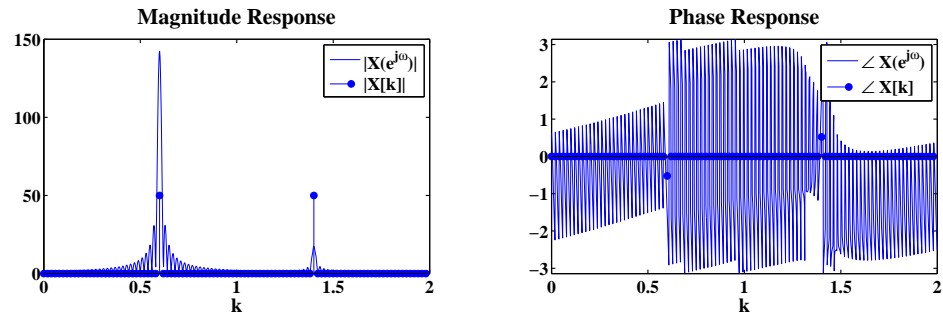 Magnitude Response
150
100
50
0
0
0.5
1
1.5
2
k
|X(e^{jω})|
|X[k]|
Phase Response
3
2
1
0
−1
−2
−3
0
0.5
1
1.5
2
k
∠ X(e^{jω})
∠ X[k]